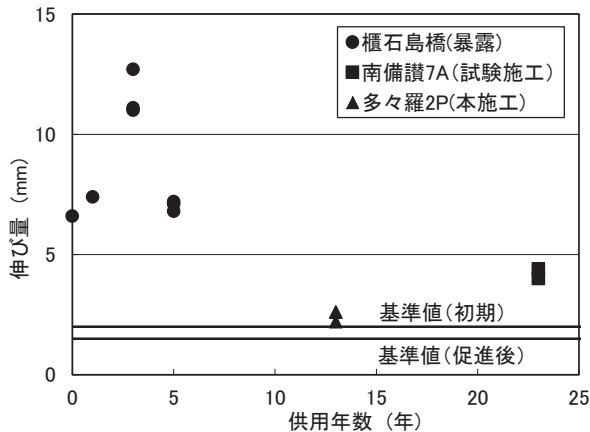 15
10
5
0
伸び量 (mm)
●櫃石島橋(暴露)
■南備讃7A(試験施工)
▲多々羅2P(本施工)
基準値(初期)
基準値(促進後)
0 5 10 15 20 25
供用年数 (年)